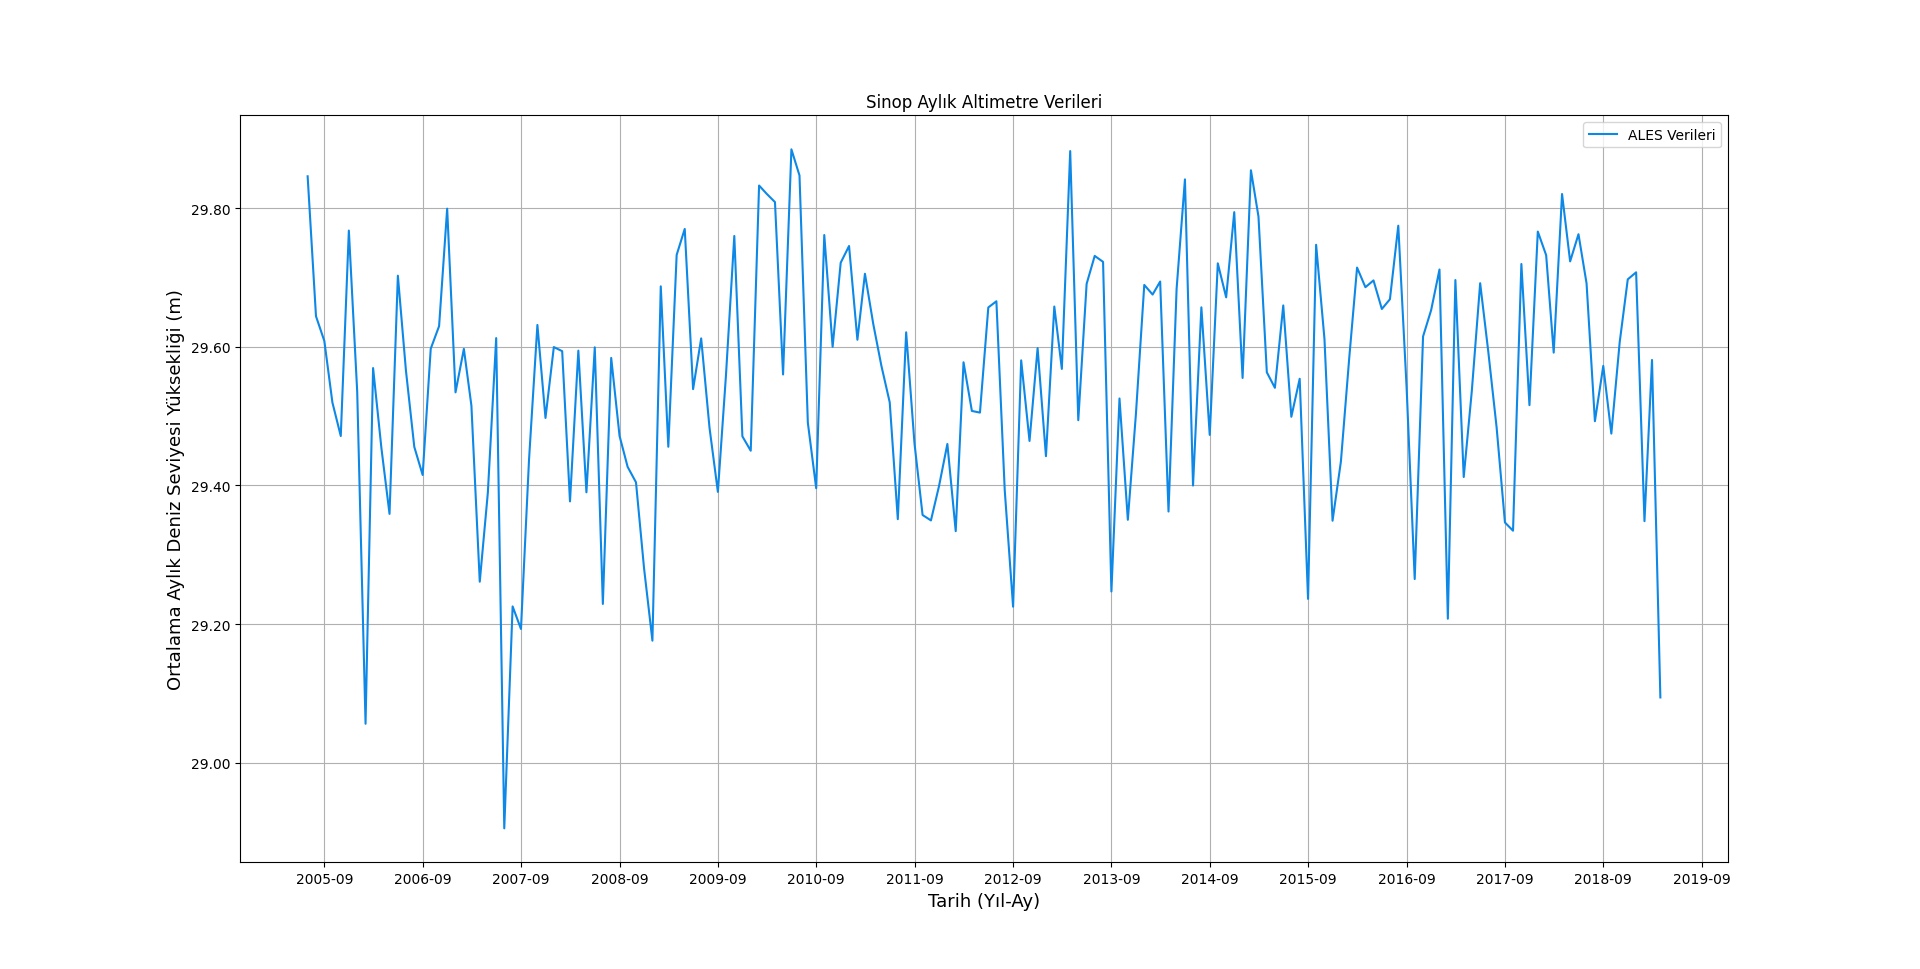 Sinop Aylık Altimetre Verileri
ALES Verileri
Ortalama Aylık Deniz Seviyesi Yüksekliği (m)
29.80
29.60
29.40
29.20
29.00
2005-09 2006-09 2007-09 2008-09 2009-09 2010-09 2011-09 2012-09 2013-09 2014-09 2015-09 2016-09 2017-09 2018-09 2019-09
Tarih (Yıl-Ay)